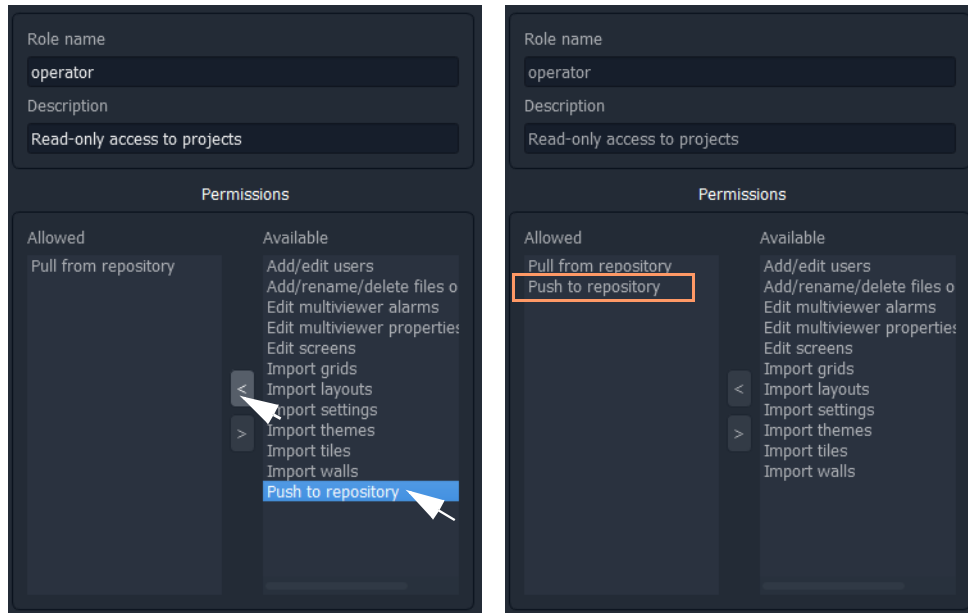 Role name
operator
Description
Read-only access to projects
Permissions
Allowed
Pull from repository
Available
Add/edit users
Add/rename/delete files o
Edit multiviewer alarms
Edit multiviewer properties
Edit screens
Import grids
Import layouts
Import settings
Import themes
Import tiles
Import walls
Push to repository
<
>
Role name
operator
Description
Read-only access to projects
Permissions
Allowed
Pull from repository
Push to repository
<
>
Available
Add/edit users
Add/rename/delete files o
Edit multiviewer alarms
Edit multiviewer properties
Edit screens
Import grids
Import layouts
Import settings
Import themes
Import tiles
Import walls